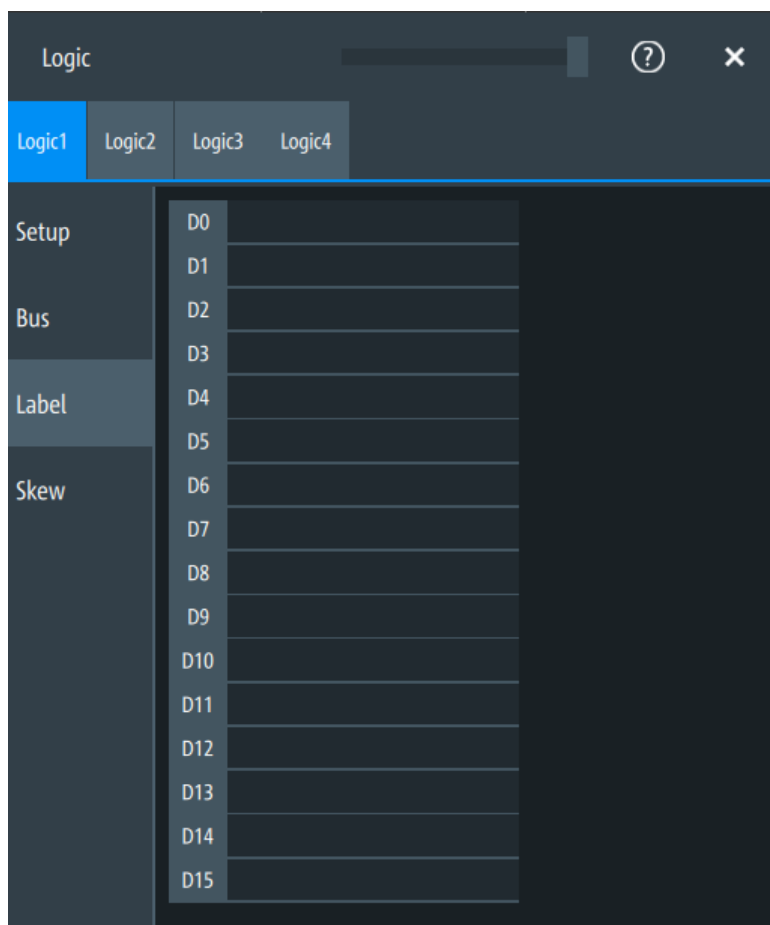 Logic
?
×
Logic1 Logic2 Logic3 Logic4
Setup
Bus
Label
Skew
D0
D1
D2
D3
D4
D5
D6
D7
D8
D9
D10
D11
D12
D13
D14
D15